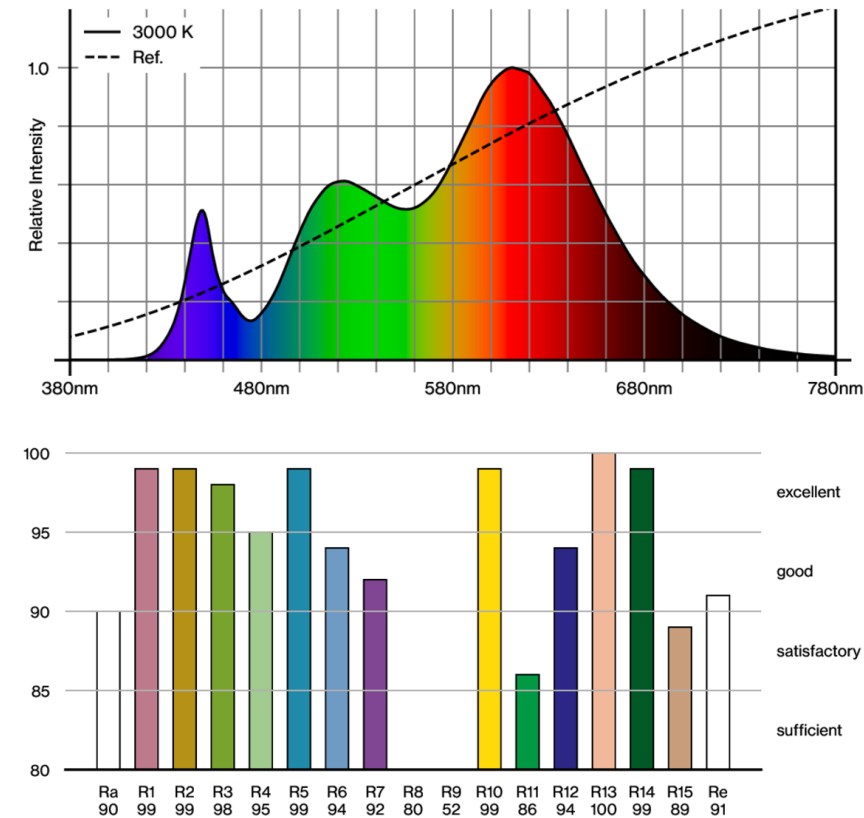 3000 K
Ref.
1.0
Relative Intensity
380nm 480nm 580nm 680nm 780nm
100
excellent
95
good
90
satisfactory
85
sufficient
80
Ra R1 R2 R3 R4 R5 R6 R7 R8 R9 R10 R11 R12 R13 R14 R15 Re
90 99 99 98 95 99 94 92 80 52 99 86 94 100 99 89 91